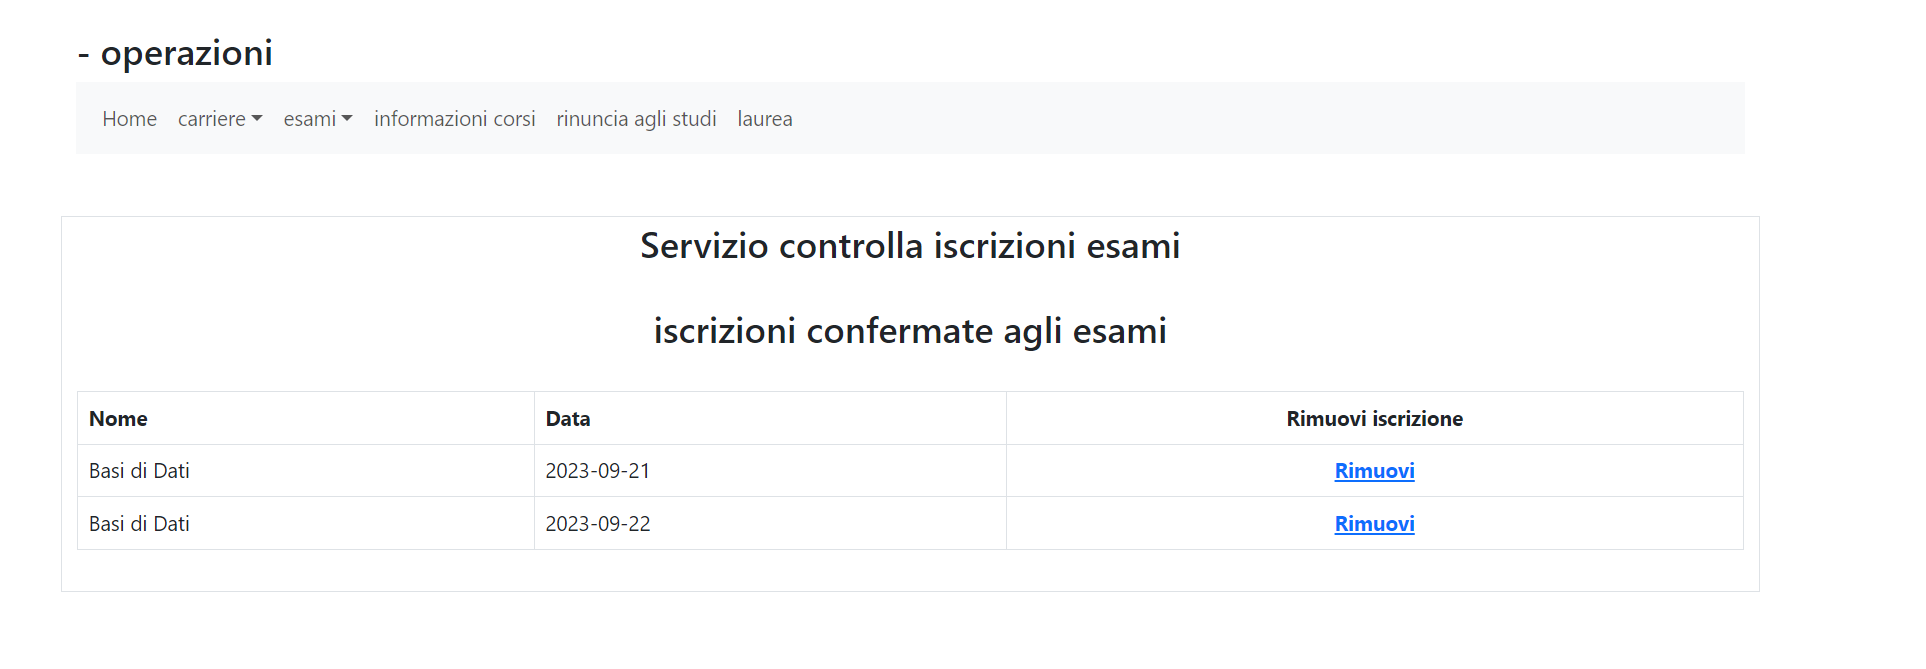 - operazioni
Home carriere esami informazioni corsi rinuncia agli studi laurea
Servizio controlla iscrizioni esami
iscrizioni confermate agli esami
Nome Data Rimuovi iscrizione
Basi di Dati 2023-09-21 Rimuovi
Basi di Dati 2023-09-22 Rimuovi